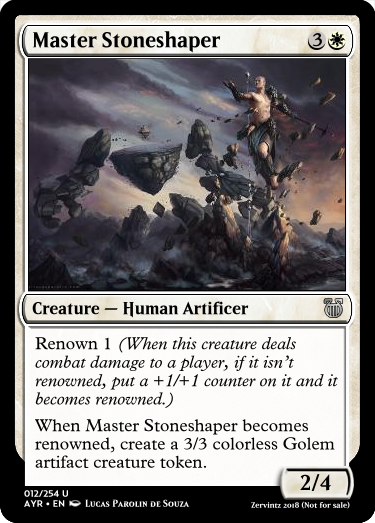 Master Stoneshaper 3
Creature — Human Artificer
Renown 1 (When this creature deals
combat damage to a player, if it isn't
renowned, put a +1/+1 counter on it and it
becomes renowned.)
When Master Stoneshaper becomes
renowned, create a 3/3 colorless Golem
artifact creature token.
2/4
012/254 U
AYR • EN Lucas Parolin de Souza
Zervintz 2018 (Not for sale)